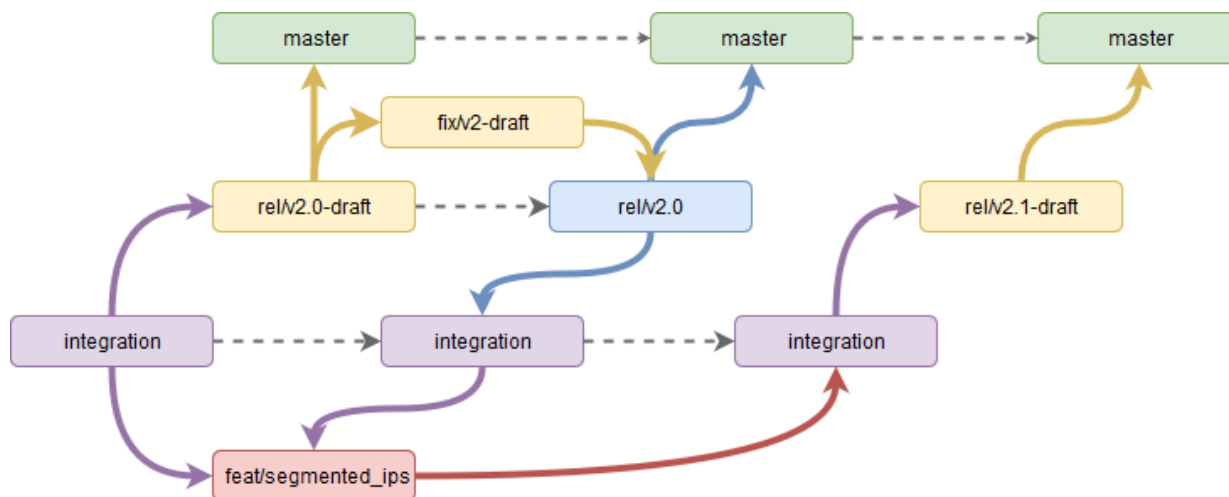 master
master
master
fix/v2-draft
rel/v2.0-draft
rel/v2.0
rel/v2.1-draft
integration
integration
integration
feat/segmented_ips